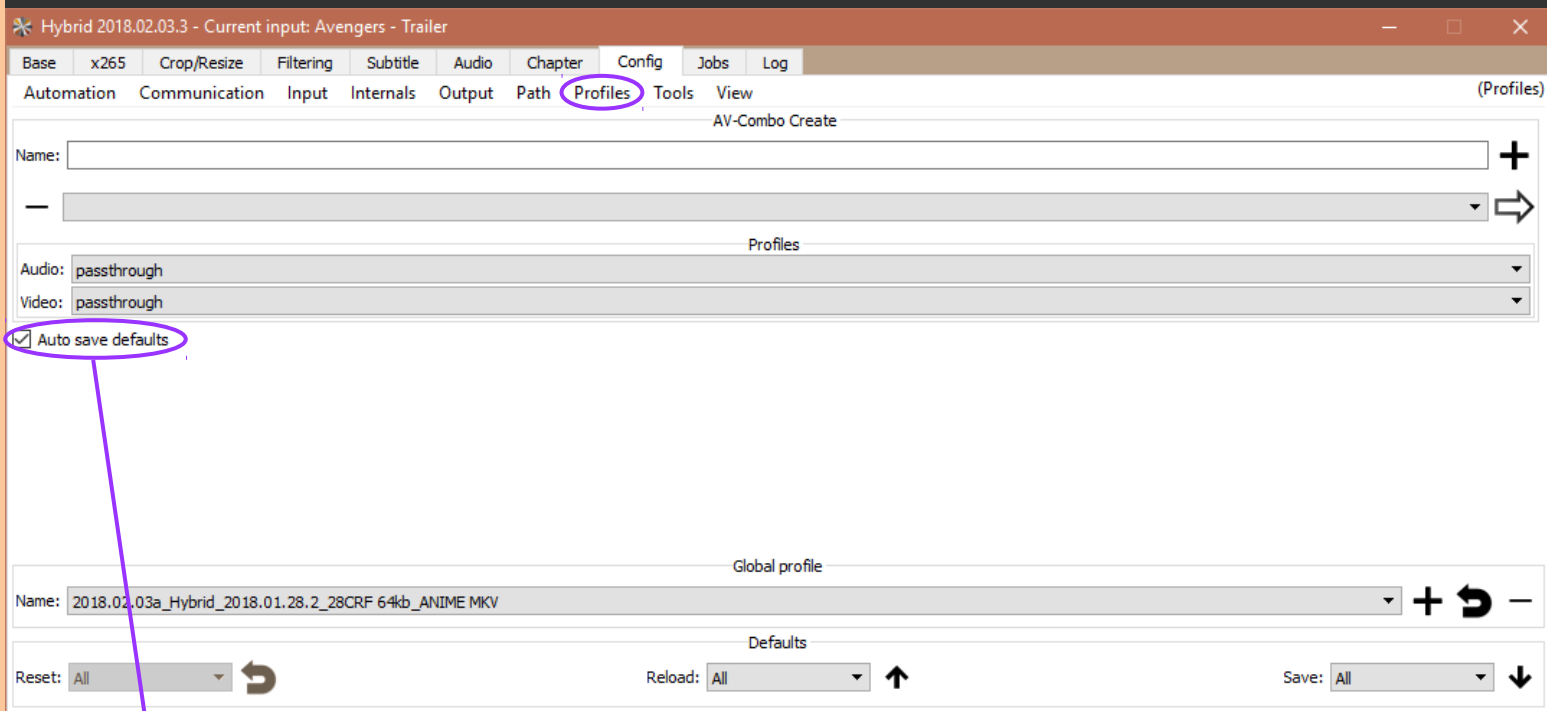 Hybrid 2018.02.03.3 - Current input: Avengers - Trailer
Base x265 Crop/Resize Filtering Subtitle Audio Chapter Config Jobs Log
Automation Communication Input Internals Output Path Profiles Tools View (Profiles)
AV-Combo Create
Name:
Profiles
Audio: passthrough
Video: passthrough
Auto save defaults
Global profile
Name: 2018.02.03a_Hybrid_2018.01.28.2_28CRF 64kb_ANIME MKV
Defaults
Reset: All Reload: All Save: All